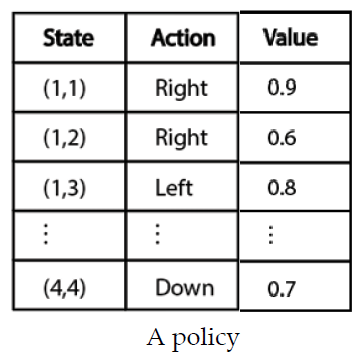 State Action Value
(1,1) Right 0.9
(1,2) Right 0.6
(1,3) Left 0.8
⋮ ⋮ ⋮
(4,4) Down 0.7
A policy